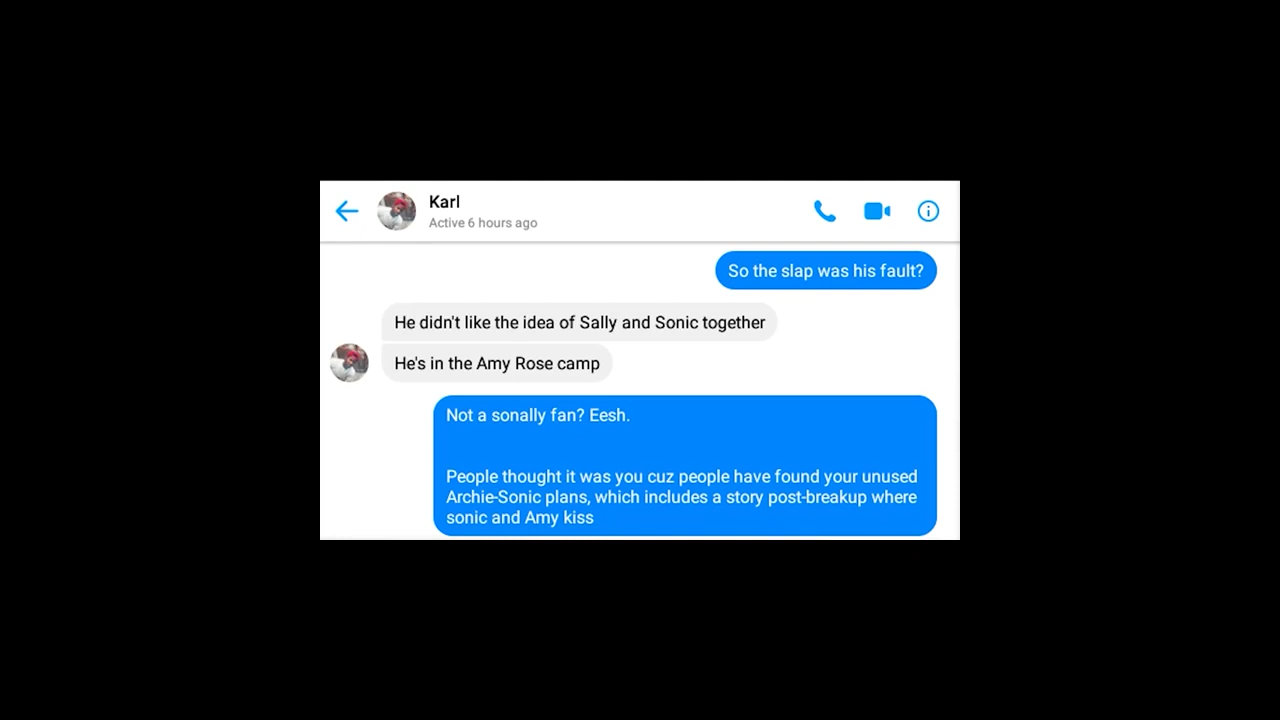 Karl
Active 6 hours ago
So the slap was his fault?
He didn't like the idea of Sally and Sonic together
He's in the Amy Rose camp
Not a sonally fan? Eesh.
People thought it was you cuz people have found your unused
Archie-Sonic plans, which includes a story post-breakup where
sonic and Amy kiss